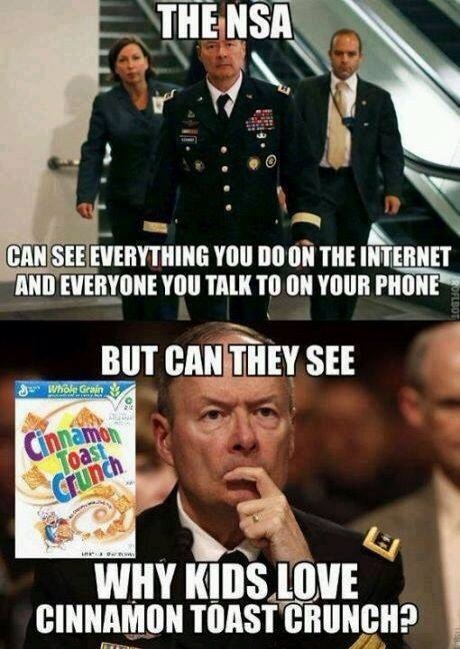 THE NSA
CAN SEE EVERYTHING YOU DO ON THE INTERNET
AND EVERYONE YOU TALK TO ON YOUR PHONE
BUT CAN THEY SEE
Whole Grain
Cinnamon
Toast
Crunch
WHY KIDS LOVE
CINNAMON TOAST CRUNCH?